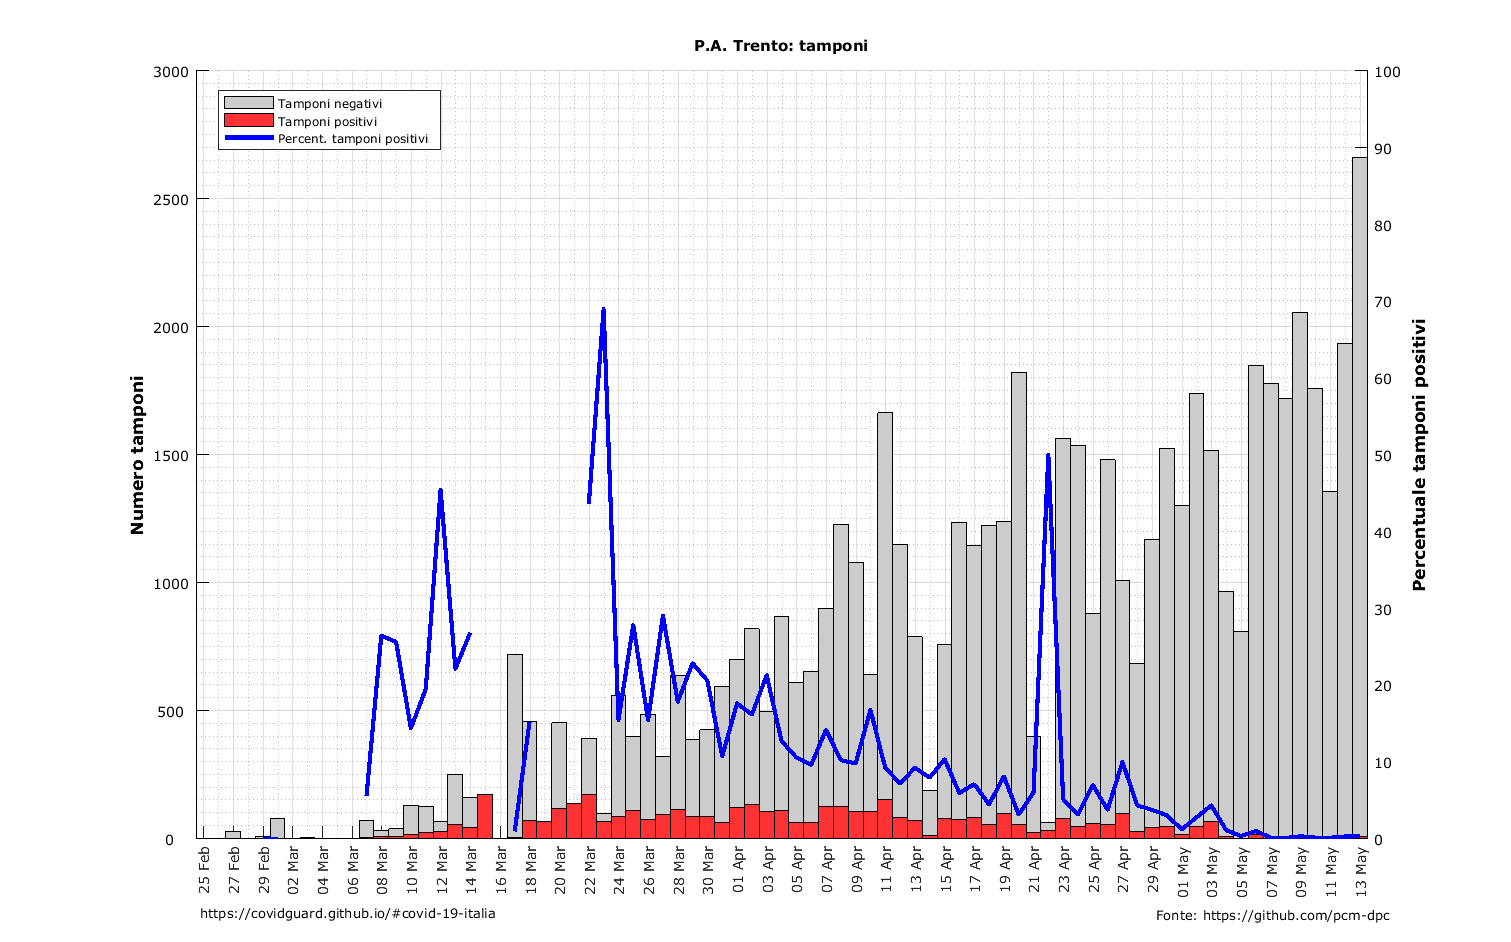 P.A. Trento: tamponi
3000
2500
2000
1500
1000
500
0
Numero tamponi
Tamponi negativi
Tamponi positivi
Percent. tamponi positivi
100
90
80
70
60
50
40
30
20
10
0
Percentuale tamponi positivi
25 Feb
27 Feb
29 Feb
02 Mar
04 Mar
06 Mar
08 Mar
10 Mar
12 Mar
14 Mar
16 Mar
18 Mar
20 Mar
22 Mar
24 Mar
26 Mar
28 Mar
30 Mar
01 Apr
03 Apr
05 Apr
07 Apr
09 Apr
11 Apr
13 Apr
15 Apr
17 Apr
19 Apr
21 Apr
23 Apr
25 Apr
27 Apr
29 Apr
01 May
03 May
05 May
07 May
09 May
11 May
13 May
https://covidguard.github.io/#covid-19-italia
Fonte: https://github.com/pcm-dpc